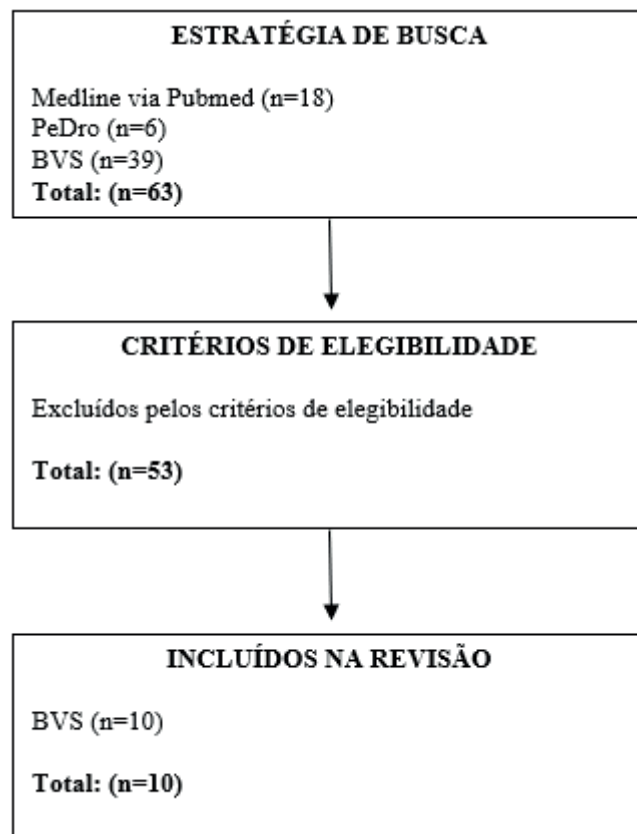 ESTRATÉGIA DE BUSCA
Medline via Pubmed (n=18)
PeDro (n=6)
BVS (n=39)
Total: (n=63)
CRITÉRIOS DE ELEGIBILIDADE
Excluídos pelos critérios de elegibilidade
Total: (n=53)
INCLUÍDOS NA REVISÃO
BVS (n=10)
Total: (n=10)